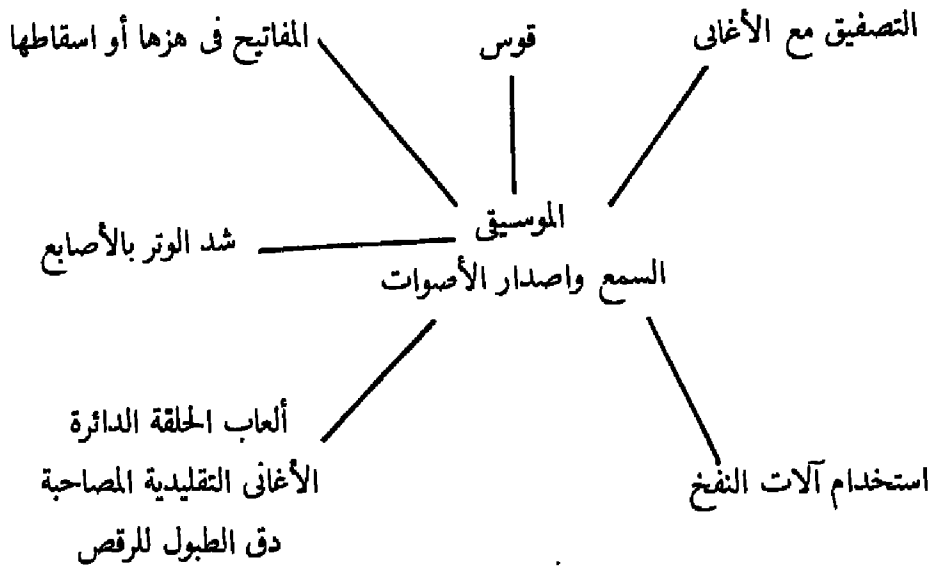 التصفيق مع الأغانى
قوس
المفاتيح فى هزها أو اسقاطها
الموسيقى
السمع واصدار الأصوات
شد الوتر بالأصابع
ألعاب الحلقة الدائرة
الأغانى التقليدية المصاحبة
دق الطبول للرقص
استخدام آلات النفخ